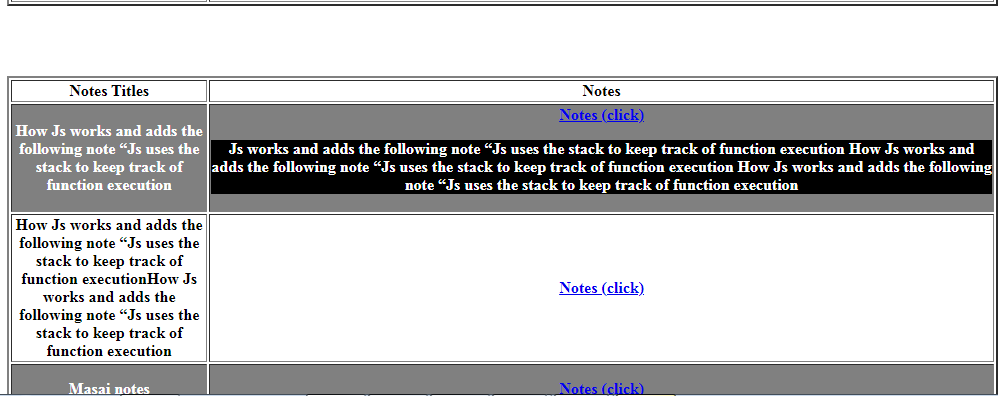 Notes Titles
Notes
How Js works and adds the
following note “Js uses the
stack to keep track of
function execution
Notes (click)
Js works and adds the following note “Js uses the stack to keep track of function execution How Js works and
adds the following note “Js uses the stack to keep track of function execution How Js works and adds the following
note “Js uses the stack to keep track of function execution
How Js works and adds the
following note “Js uses the
stack to keep track of
function executionHow Js
works and adds the
following note “Js uses the
stack to keep track of
function execution
Notes (click)
Masai notes
Notes (click)